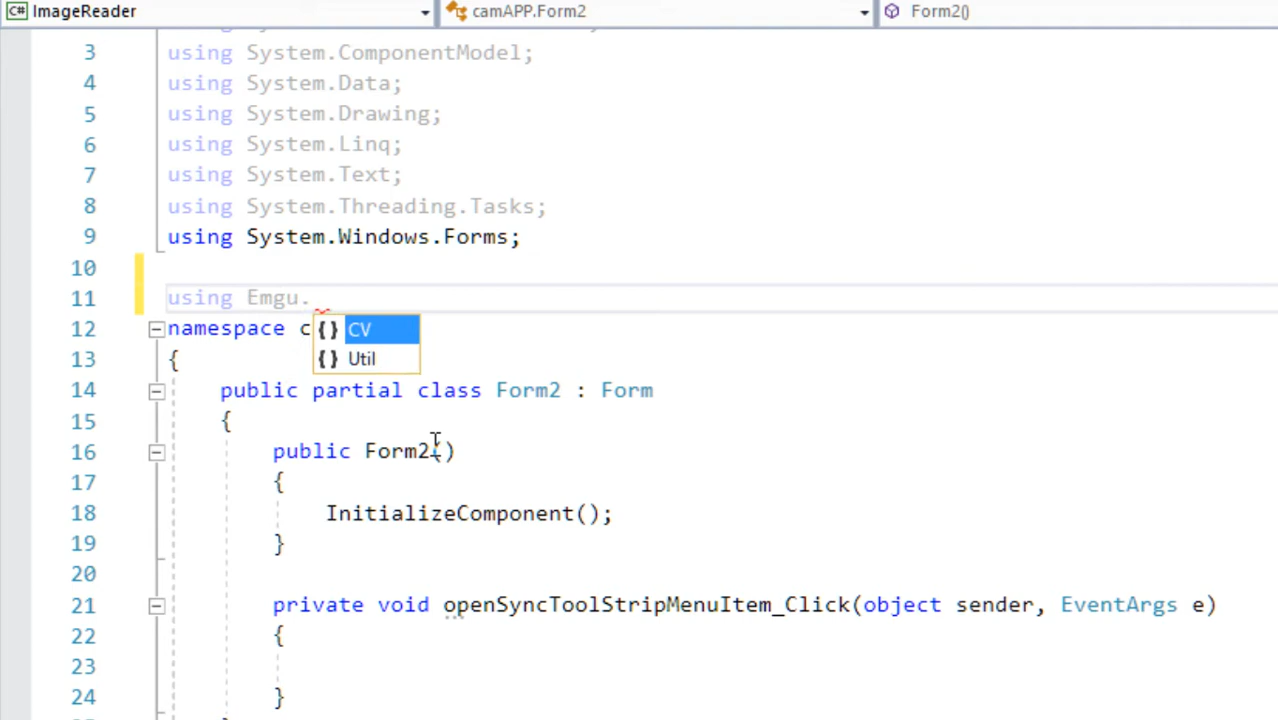 C# ImageReader camAPP.Form2 Form2()
3 using System.ComponentModel;
4 using System.Data;
5 using System.Drawing;
6 using System.Linq;
7 using System.Text;
8 using System.Threading.Tasks;
9 using System.Windows.Forms;
10
11 using Emgu.
12 namespace c {} CV
13 { {} Util
14 public partial class Form2 : Form
15 {
16 public Form2()
17 {
18 InitializeComponent();
19 }
20
21 private void openSyncToolStripMenuItem_Click(object sender, EventArgs e)
22 {
23
24 }